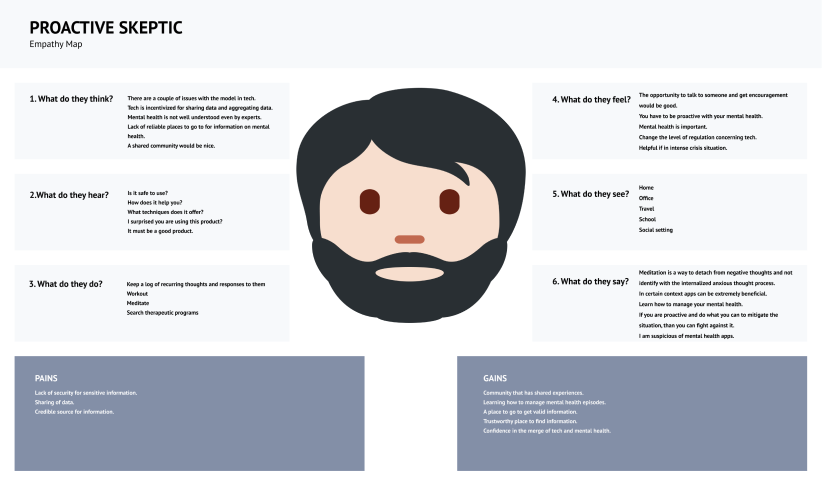 PROACTIVE SKEPTIC
Empathy Map
1. What do they think?
There are a couple of issues with the model in tech.
Tech is incentivized for sharing data and aggregating data.
Mental health is not well understood even by experts.
Lack of reliable places to go to for information on mental
health.
A shared community would be nice.
2.What do they hear?
Is it safe to use?
How does it help you?
What techniques does it offer?
I surprised you are using this product?
It must be a good product.
3. What do they do?
Keep a log of recurring thoughts and responses to them
Workout
Meditate
Search therapeutic programs
4. What do they feel?
The opportunity to talk to someone and get encouragement
would be good.
You have to be proactive with your mental health.
Mental health is important.
Change the level of regulation concerning tech.
Helpful if in intense crisis situation.
5. What do they see?
Home
Office
Travel
School
Social setting
6. What do they say?
Meditation is a way to detach from negative thoughts and not
identify with the internalized anxious thought process.
In certain context apps can be extremely beneficial.
Learn how to manage your mental health.
If you are proactive and do what you can to mitigate the
situation, than you can fight against it.
I am suspicious of mental health apps.
PAINS
Lack of security for sensitive information.
Sharing of data.
Credible source for information.
GAINS
Community that has shared experiences.
Learning how to manage mental health episodes.
A place to go to get valid information.
Trustworthy place to find information.
Confidence in the merge of tech and mental health.